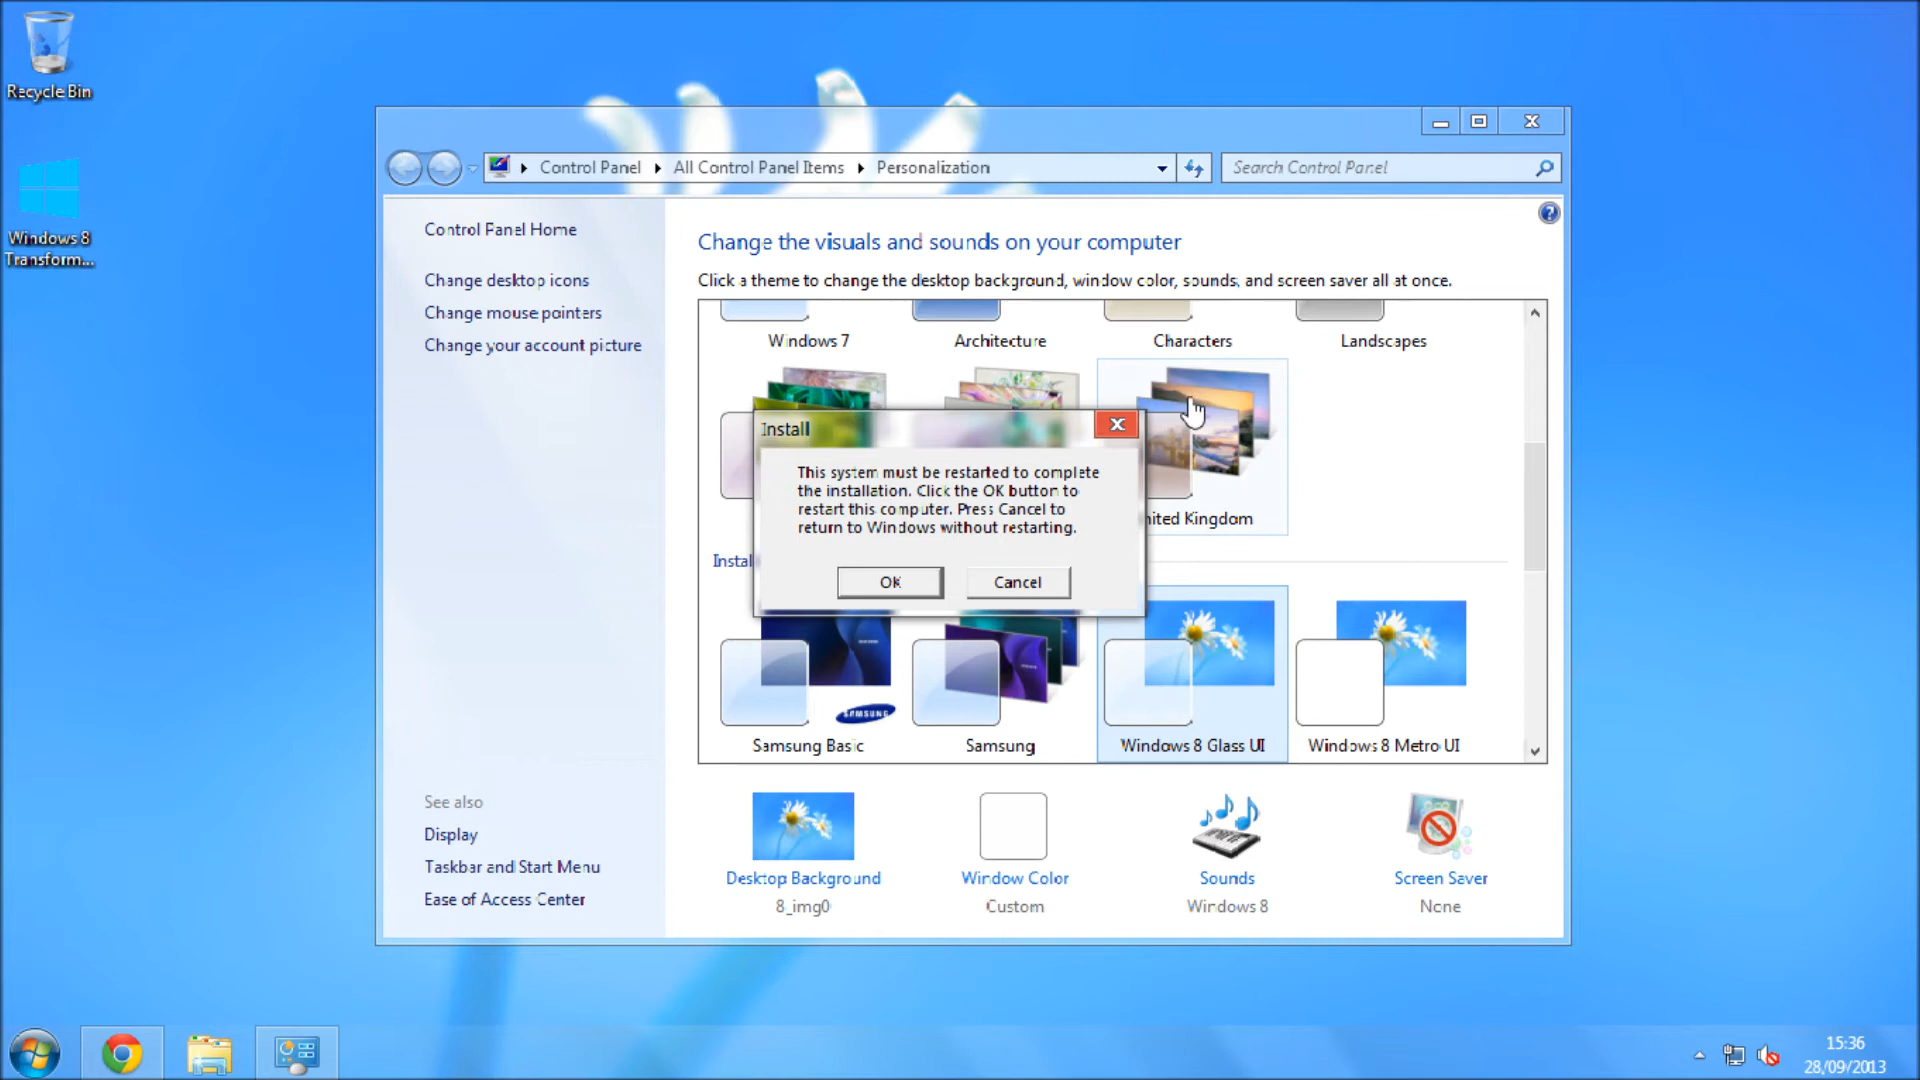 Recycle Bin
Windows 8
Transform...
Control Panel
All Control Panel Items
Personalization
Search Control Panel
Control Panel Home
Change desktop icons
Change mouse pointers
Change your account picture
See also
Display
Taskbar and Start Menu
Ease of Access Center
Change the visuals and sounds on your computer
Click a theme to change the desktop background, window color, sounds, and screen saver all at once.
Windows 7
Architecture
Characters
Landscapes
ited Kingdom
Instal
Install
This system must be restarted to complete
the installation. Click the OK button to
restart this computer. Press Cancel to
return to Windows without restarting.
OK
Cancel
SAMSUNG
Samsung Basic
Samsung
Windows 8 Glass UI
Windows 8 Metro UI
Desktop Background
8_img0
Window Color
Custom
Sounds
Windows 8
Screen Saver
None
15:36
28/09/2013